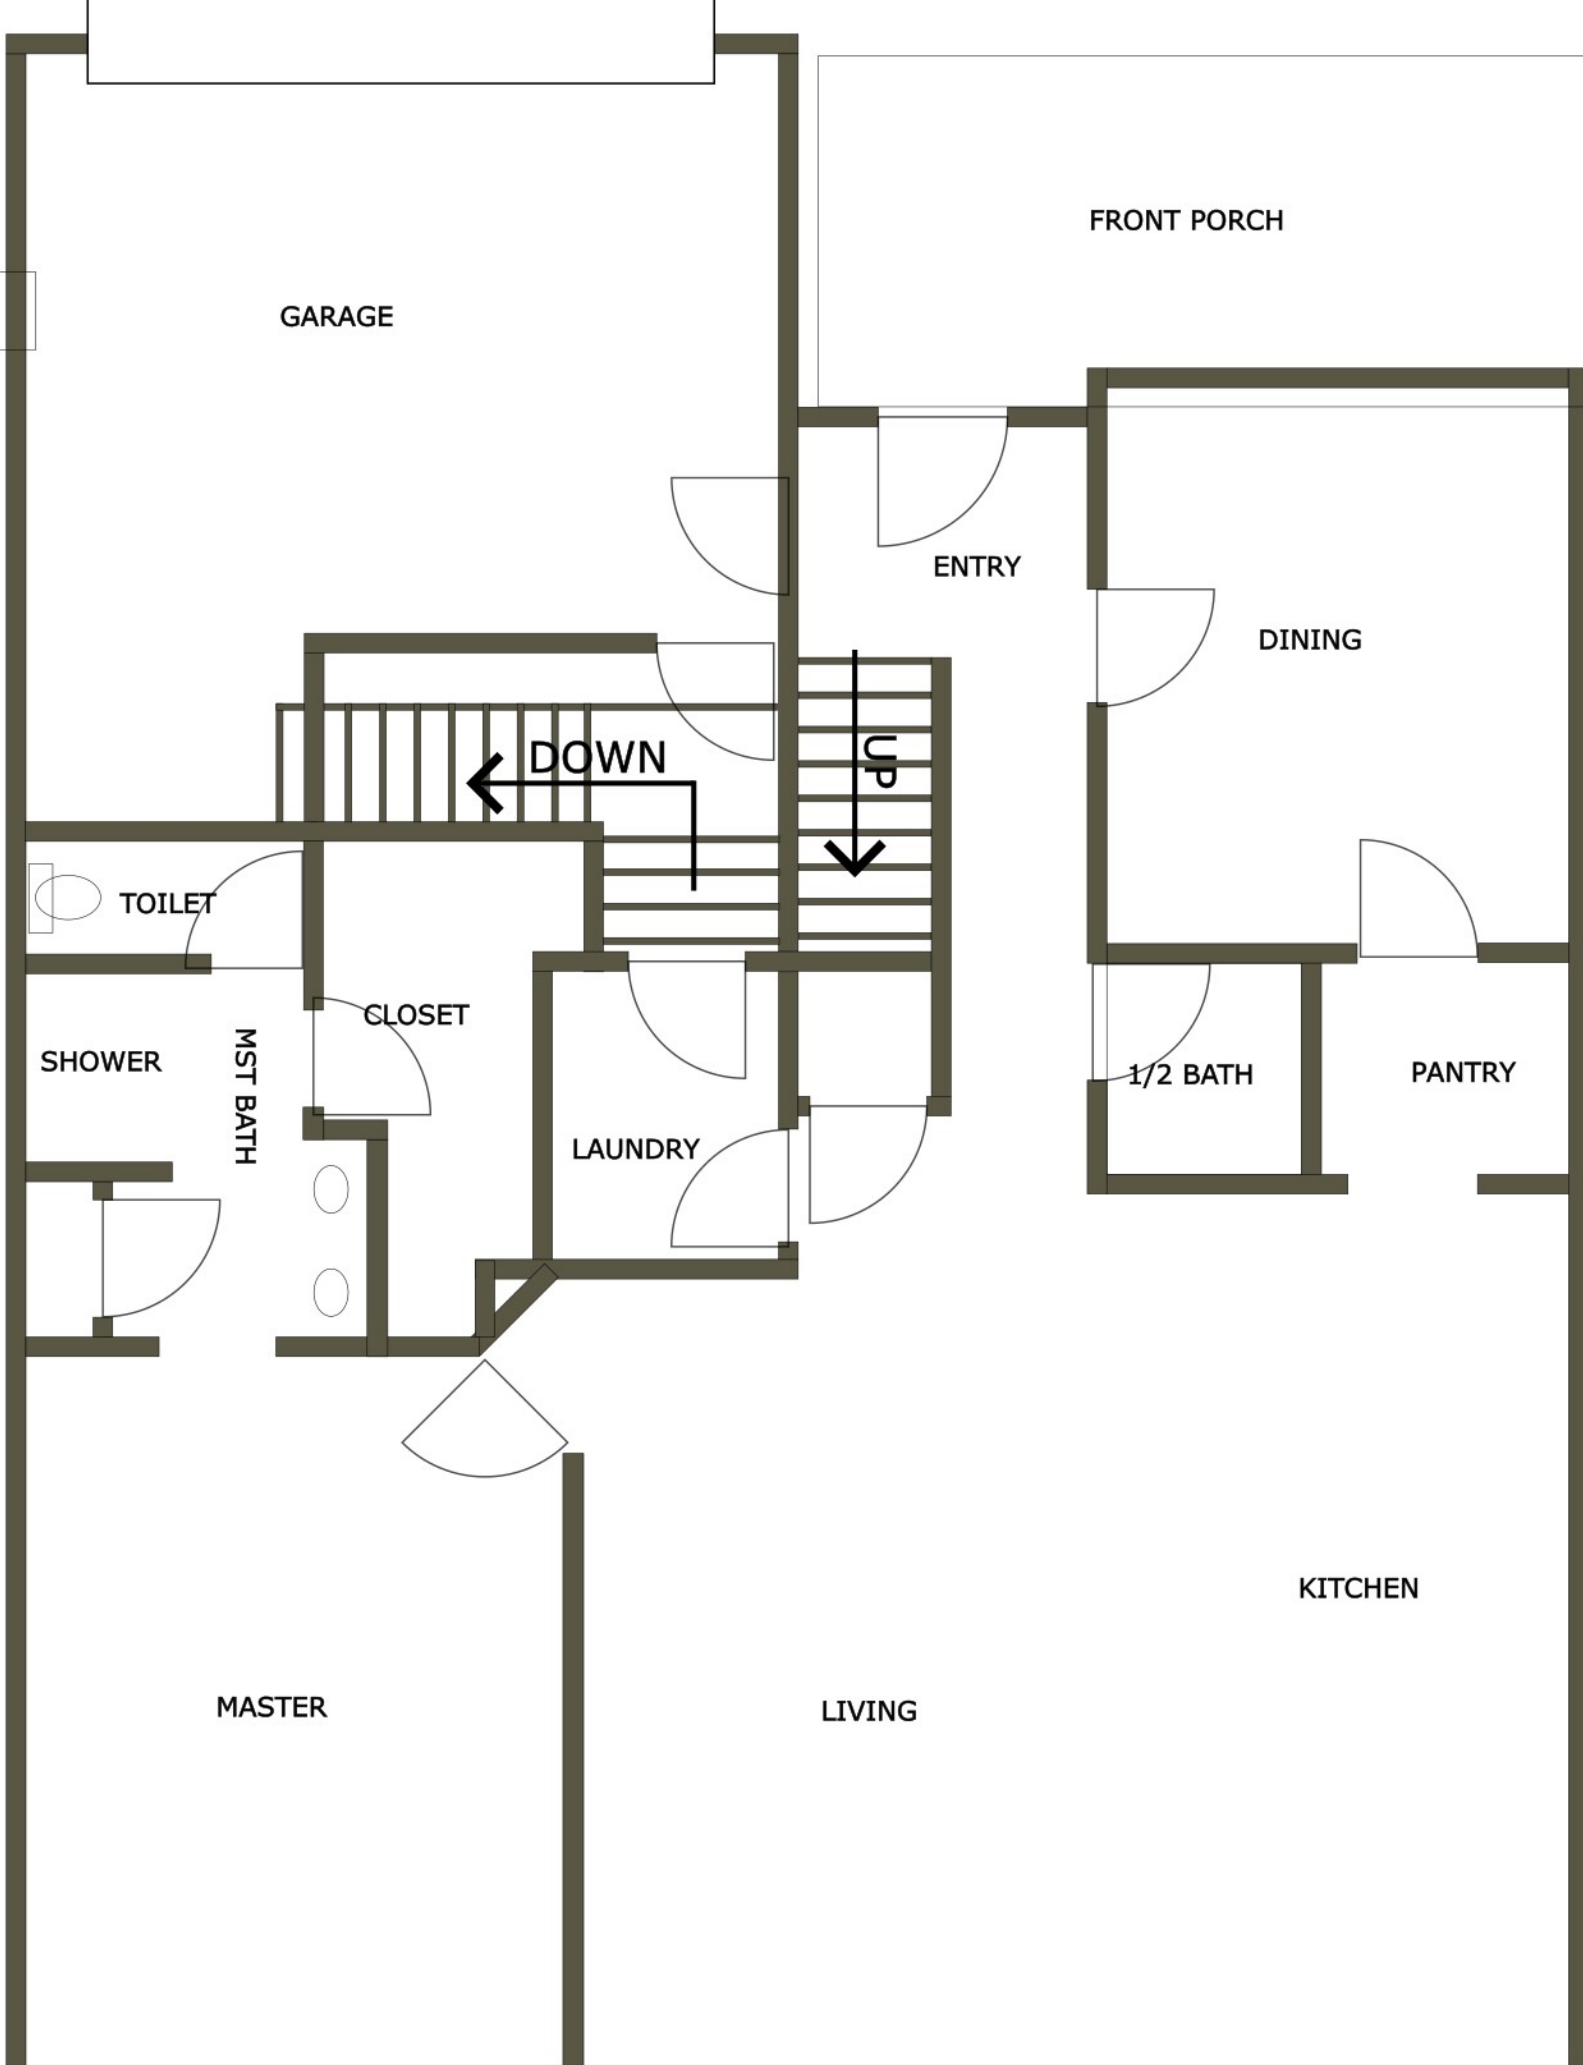 FRONT PORCH
GARAGE
ENTRY
DINING
DOWN
UP
TOILET
CLOSET
SHOWER
MST BATH
1/2 BATH
PANTRY
LAUNDRY
KITCHEN
MASTER
LIVING